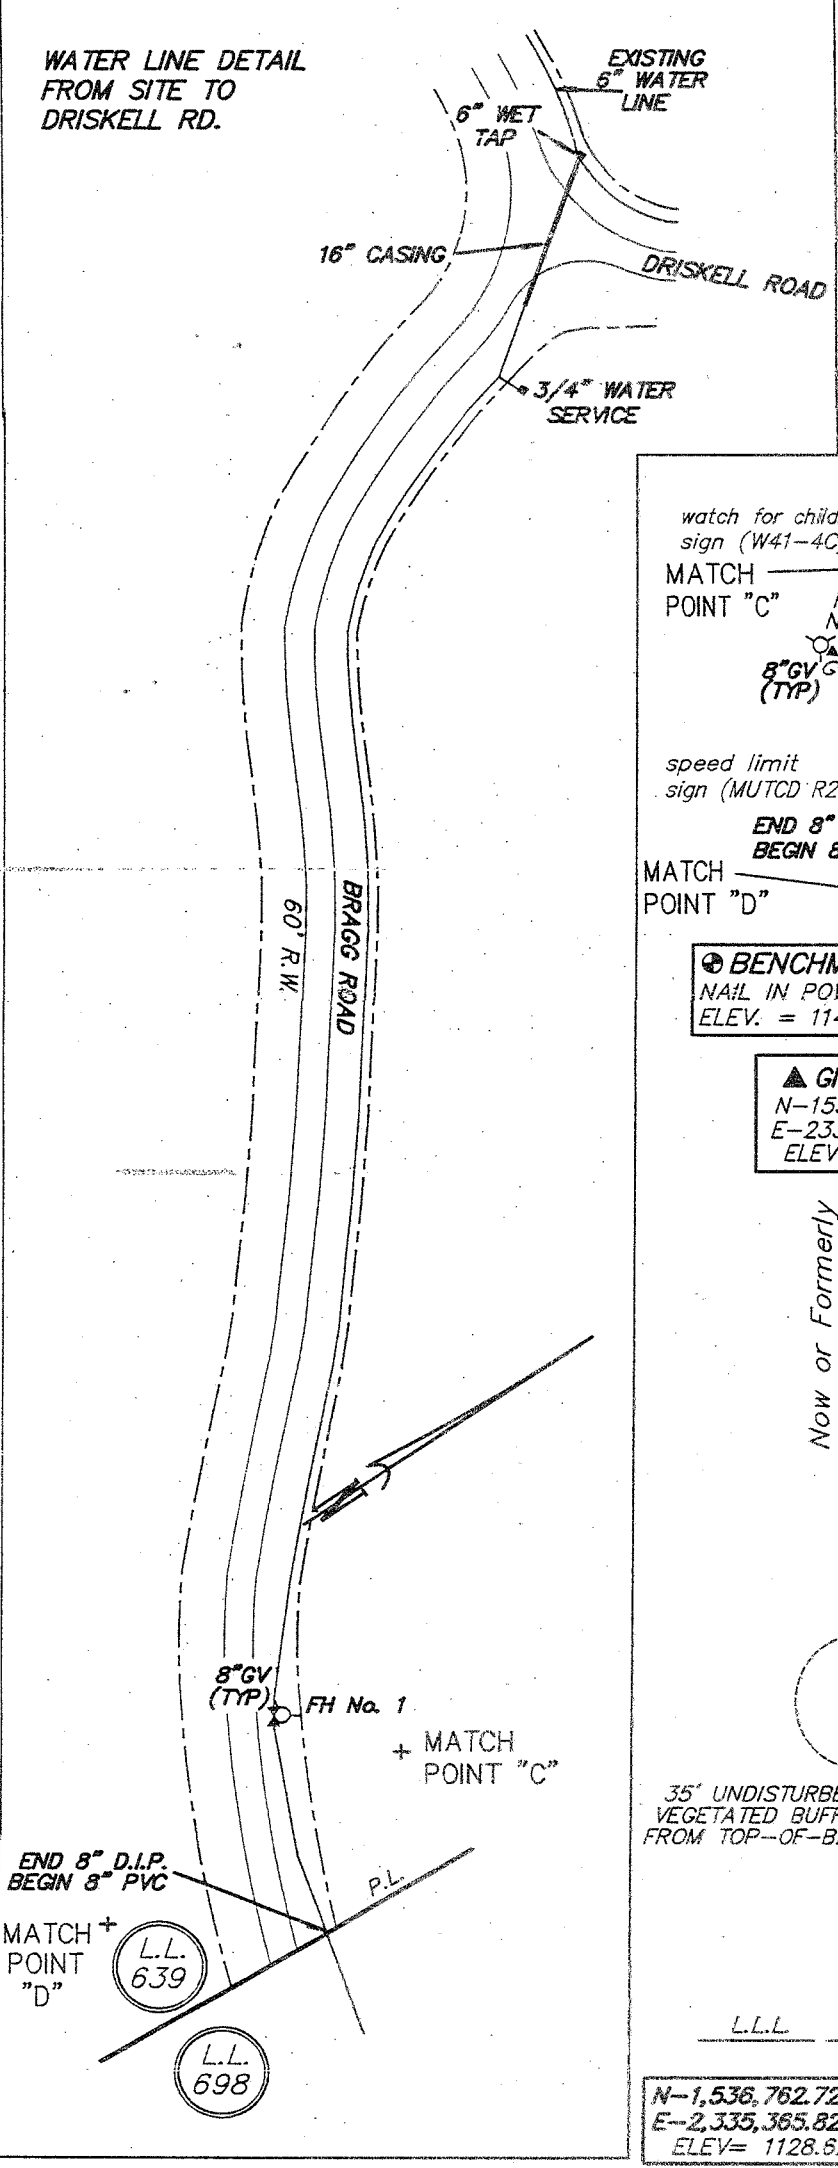 WATER LINE DETAIL
FROM SITE TO
DRISKELL RD.
EXISTING
6" WATER
LINE
6" WET
TAP
16" CASING
DRISKELL ROAD
3/4" WATER
SERVICE
BRAGG ROAD
60' R.W.
8"GV
(TYP)
FH No. 1
MATCH
POINT "C"
END 8" D.I.P.
BEGIN 8" PVC
P.L.
MATCH
POINT
"D"
L.L.
639
L.L.
698
watch for child
sign (W41-4C
MATCH
POINT "C"
N
8"GV G
(TYP)
speed limit
sign (MUTCD R2
END 8"
BEGIN 8
MATCH
POINT "D"
BENCHM
NAIL IN POW
ELEV. = 114
N-15
E-233
ELEV
Now or Formerly
35' UNDISTURBE
VEGETATED BUFF
FROM TOP-OF-B
L.L.L.
N-1,536,762.72
E-2,335,365.82
ELEV= 1128.6